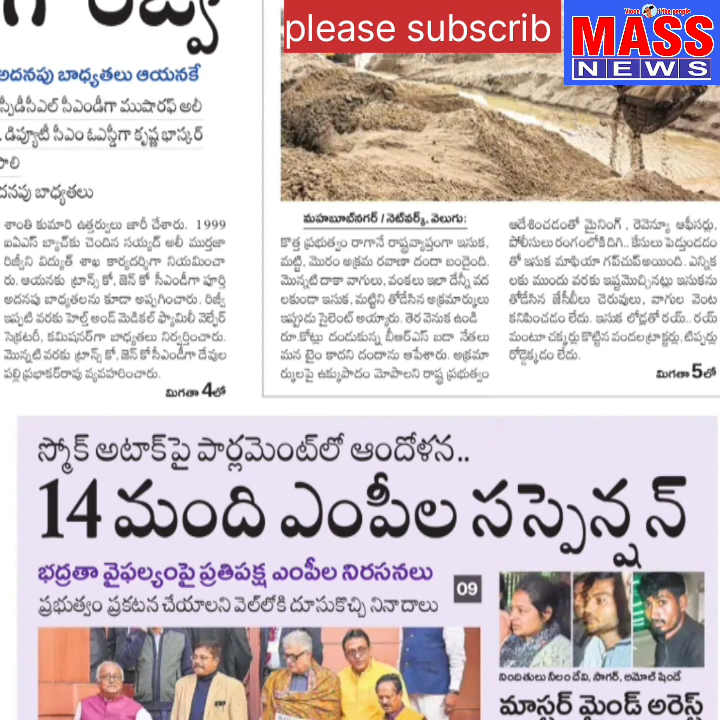 please subscrib
Voice of the people
MASS
NEWS
అదనపు బాధ్యతలు ఆయనకే
స్పీడీసీఎల్ సీఎండీగా ముషారఫ్ అలీ
. డిప్యూటీ సీఎం ఓఎస్డీగా కృష్ణ భాస్కర్
దనపు బాధ్యతలు
శాంతి కుమారి ఉత్తర్వులు జారీ చేశారు. 1999
ఐఏఎస్ బ్యాచ్‌కు చెందిన సయ్యద్ అలీ ముర్తజా
రిజ్వీని విద్యుత్ శాఖ కార్యదర్శిగా నియమించా
రు. ఆయనకు ట్రాన్స్ కో, జెన్ కో సీఎండీగా పూర్తి
అదనపు బాధ్యతలను కూడా అప్పగించారు. రిజ్వీ
ఇప్పటి వరకు హెల్త్ అండ్ మెడికల్ ఫ్యామిలీ వెల్ఫేర్
సెక్రటరీ, కమిషనర్‌గా బాధ్యతలు నిర్వర్తించారు.
మొన్నటి వరకు ట్రాన్స్ కో, జెన్ కో సీఎండీగా దేవుల
పల్లి ప్రభాకర్‌రావు వ్యవహరించారు.
మిగతా 4లో
మహబూబ్‌నగర్ / నెట్‌వర్క్, వెలుగు:
కొత్త ప్రభుత్వం రాగానే రాష్ట్రవ్యాప్తంగా ఇసుక,
మట్టి, మొరం అక్రమ రవాణా దందా బందైంది.
మొన్నటి దాకా వాగులు, వంకలు ఇలా దేన్నీ వద
లకుండా ఇసుక, మట్టిని తోడేసిన అక్రమార్కులు
ఇప్పుడు సైలెంట్ అయ్యారు. తెర వెనుక ఉండి
రూ.కోట్లు దండుకున్న బీఆర్ఎస్ బడా నేతలు
మన టైం కాదని దందాను ఆపేశారు. అక్రమా
ర్కులపై ఉక్కుపాదం మోపాలని రాష్ట్ర ప్రభుత్వం
ఆదేశించడంతో మైనింగ్ , రెవెన్యూ ఆఫీసర్లు,
పోలీసులు రంగంలోకి దిగి.. కేసులు పెడ్తుండడం
తో ఇసుక మాఫియా గప్‌చుప్ అయింది. ఎన్నిక
లకు ముందు వరకు ఇష్టమొచ్చినట్లు ఇసుకను
తోడేసిన జేసీబీలు చెరువులు, వాగుల వెంట
కనిపించడం లేదు. ఇసుక లోడ్లతో రయ్.. రయ్
మంటూ చక్కర్లు కొట్టిన వందల ట్రాక్టర్లు, టిప్పర్లు
రోడ్డెక్కడం లేదు.
మిగతా 5లో
స్మోక్ అటాక్‌పై పార్లమెంట్‌లో ఆందోళన..
14 మంది ఎంపీల సస్పెన్షన్
భద్రతా వైఫల్యంపై ప్రతిపక్ష ఎంపీల నిరసనలు
ప్రభుత్వం ప్రకటన చేయాలని వెల్‌లోకి దూసుకొచ్చి నినాదాలు
09
నిందితులు నీలం దేవి, సాగర్, అమోల్ షిండే
మాస్టర్ మైండ్ అరెస్ట్